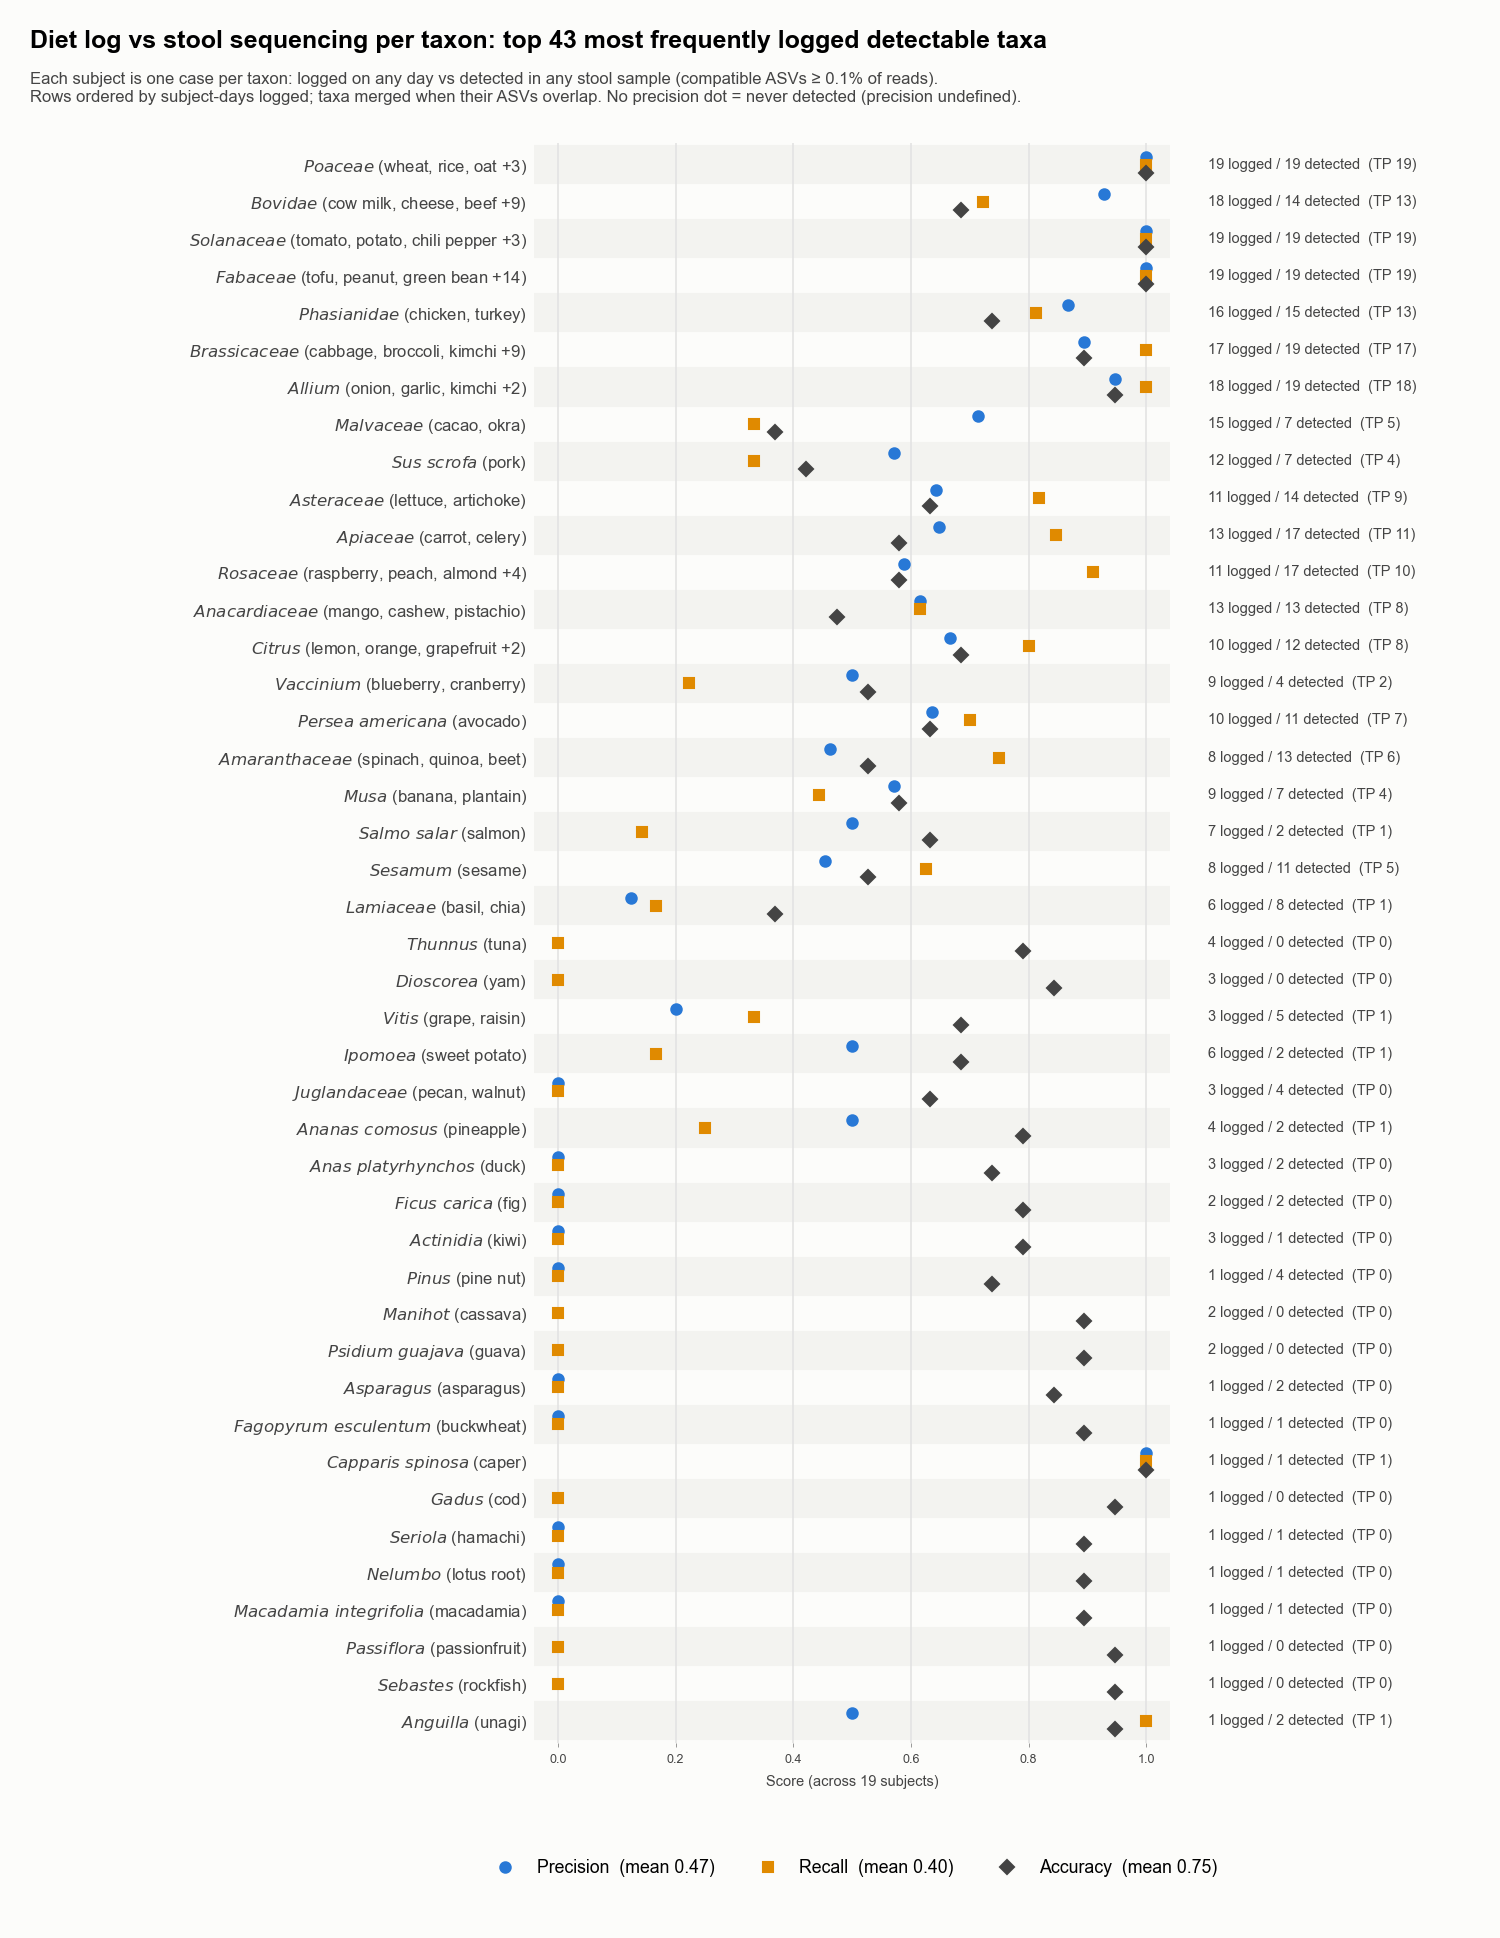 Diet log vs stool sequencing per taxon: top 43 most frequently logged detectable taxa
Each subject is one case per taxon: logged on any day vs detected in any stool sample (compatible ASVs ≥ 0.1% of reads).
Rows ordered by subject-days logged; taxa merged when their ASVs overlap. No precision dot = never detected (precision undefined).
Poaceae (wheat, rice, oat +3) 19 logged / 19 detected (TP 19)
Bovidae (cow milk, cheese, beef +9) 18 logged / 14 detected (TP 13)
Solanaceae (tomato, potato, chili pepper +3) 19 logged / 19 detected (TP 19)
Fabaceae (tofu, peanut, green bean +14) 19 logged / 19 detected (TP 19)
Phasianidae (chicken, turkey) 16 logged / 15 detected (TP 13)
Brassicaceae (cabbage, broccoli, kimchi +9) 17 logged / 19 detected (TP 17)
Allium (onion, garlic, kimchi +2) 18 logged / 19 detected (TP 18)
Malvaceae (cacao, okra) 15 logged / 7 detected (TP 5)
Sus scrofa (pork) 12 logged / 7 detected (TP 4)
Asteraceae (lettuce, artichoke) 11 logged / 14 detected (TP 9)
Apiaceae (carrot, celery) 13 logged / 17 detected (TP 11)
Rosaceae (raspberry, peach, almond +4) 11 logged / 17 detected (TP 10)
Anacardiaceae (mango, cashew, pistachio) 13 logged / 13 detected (TP 8)
Citrus (lemon, orange, grapefruit +2) 10 logged / 12 detected (TP 8)
Vaccinium (blueberry, cranberry) 9 logged / 4 detected (TP 2)
Persea americana (avocado) 10 logged / 11 detected (TP 7)
Amaranthaceae (spinach, quinoa, beet) 8 logged / 13 detected (TP 6)
Musa (banana, plantain) 9 logged / 7 detected (TP 4)
Salmo salar (salmon) 7 logged / 2 detected (TP 1)
Sesamum (sesame) 8 logged / 11 detected (TP 5)
Lamiaceae (basil, chia) 6 logged / 8 detected (TP 1)
Thunnus (tuna) 4 logged / 0 detected (TP 0)
Dioscorea (yam) 3 logged / 0 detected (TP 0)
Vitis (grape, raisin) 3 logged / 5 detected (TP 1)
Ipomoea (sweet potato) 6 logged / 2 detected (TP 1)
Juglandaceae (pecan, walnut) 3 logged / 4 detected (TP 0)
Ananas comosus (pineapple) 4 logged / 2 detected (TP 1)
Anas platyrhynchos (duck) 3 logged / 2 detected (TP 0)
Ficus carica (fig) 2 logged / 2 detected (TP 0)
Actinidia (kiwi) 3 logged / 1 detected (TP 0)
Pinus (pine nut) 1 logged / 4 detected (TP 0)
Manihot (cassava) 2 logged / 0 detected (TP 0)
Psidium guajava (guava) 2 logged / 0 detected (TP 0)
Asparagus (asparagus) 1 logged / 2 detected (TP 0)
Fagopyrum esculentum (buckwheat) 1 logged / 1 detected (TP 0)
Capparis spinosa (caper) 1 logged / 1 detected (TP 1)
Gadus (cod) 1 logged / 0 detected (TP 0)
Seriola (hamachi) 1 logged / 1 detected (TP 0)
Nelumbo (lotus root) 1 logged / 1 detected (TP 0)
Macadamia integrifolia (macadamia) 1 logged / 1 detected (TP 0)
Passiflora (passionfruit) 1 logged / 0 detected (TP 0)
Sebastes (rockfish) 1 logged / 0 detected (TP 0)
Anguilla (unagi) 1 logged / 2 detected (TP 1)
0.0 0.2 0.4 0.6 0.8 1.0
Score (across 19 subjects)
Precision (mean 0.47) Recall (mean 0.40) Accuracy (mean 0.75)